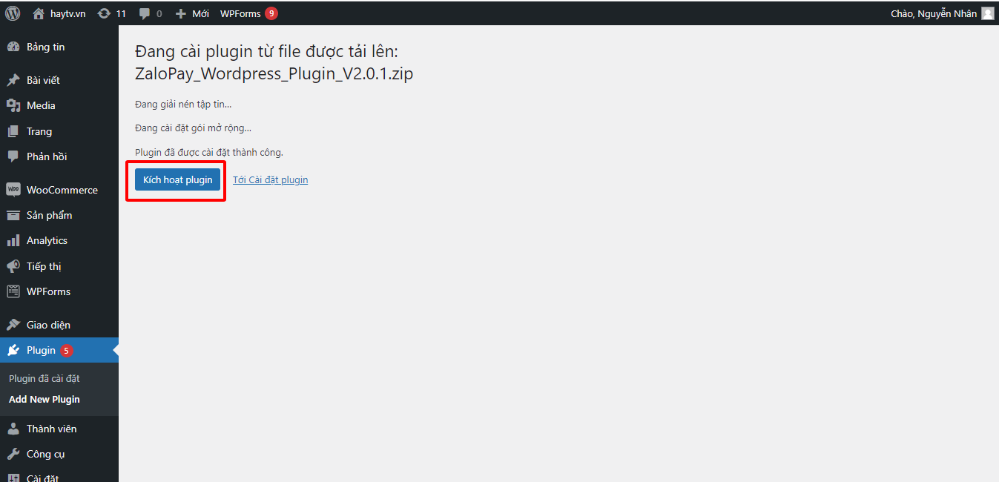 haytv.vn 11 0 Mới WPForms 9 Chào, Nguyễn Nhân
Bảng tin
Bài viết
Media
Trang
Phản hồi
WooCommerce
Sản phẩm
Analytics
Tiếp thị
WPForms
Giao diện
Plugin 5
Plugin đã cài đặt
Add New Plugin
Thành viên
Công cụ
Cài đặt
Đang cài plugin từ file được tải lên:
ZaloPay_Wordpress_Plugin_V2.0.1.zip
Đang giải nén tập tin...
Đang cài đặt gói mở rộng...
Plugin đã được cài đặt thành công.
Kích hoạt plugin Tới Cài đặt plugin